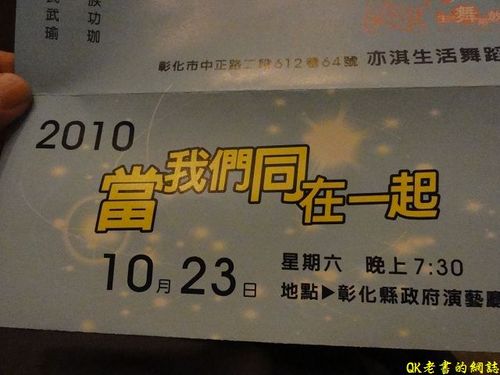 民 族
武 功
瑜 珈
舞
彰化市中正路二段612巷64號 亦淇生活舞蹈
2010
當我們同在一起
10月23日
星期六 晚上7:30
地點▶彰化縣政府演藝廳
QK老書的網誌